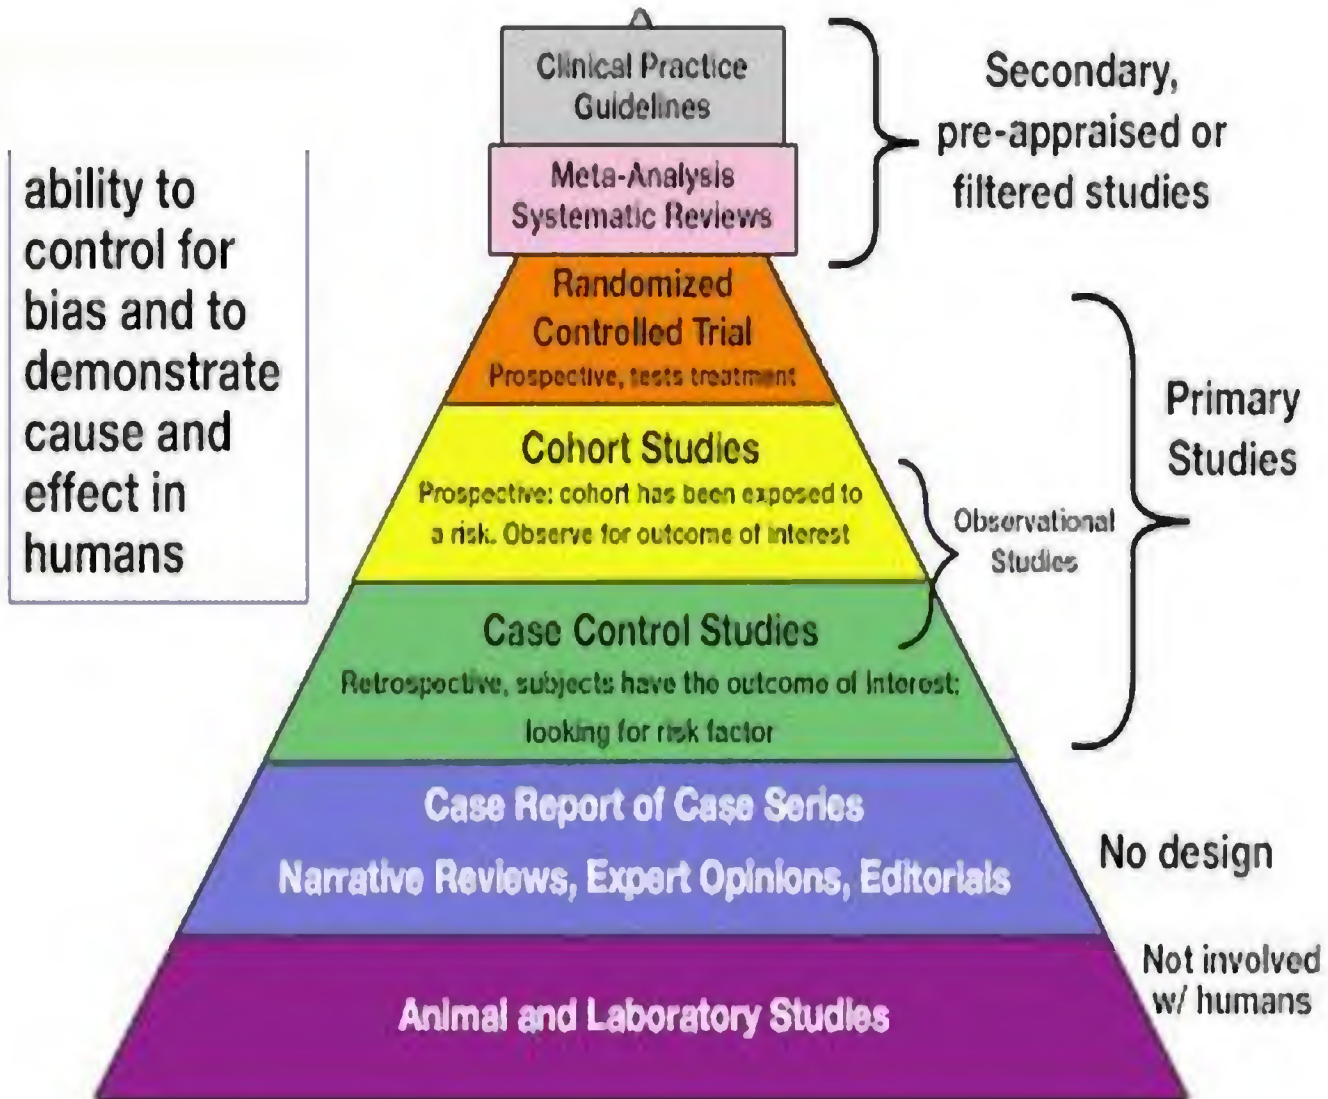 Clinical Practice
Guidelines
Meta-Analysis
Systematic Reviews
Secondary,
pre-appraised or
filtered studies
ability to
control for
bias and to
demonstrate
cause and
effect in
humans
Randomized
Controlled Trial
Prospective, tests treatment
Cohort Studies
Prospective: cohort has been exposed to
a risk. Observe for outcome of interest
Case Control Studies
Retrospective, subjects have the outcome of Interest;
looking for risk factor
Observational
Studies
Primary
Studies
Case Report of Case Series
Narrative Reviews, Expert Opinions, Editorials
No design
Animal and Laboratory Studies
Not involved
w/ humans